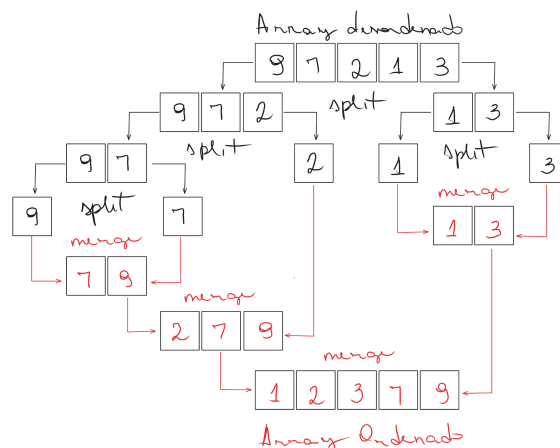 Array desordenado
9 7 2 1 3
split
9 7 2
1 3
split
split
9 7
2
1
3
split
merge
9
7
1 3
merge
7 9
merge
2 7 9
merge
1 2 3 7 9
Array Ordenado